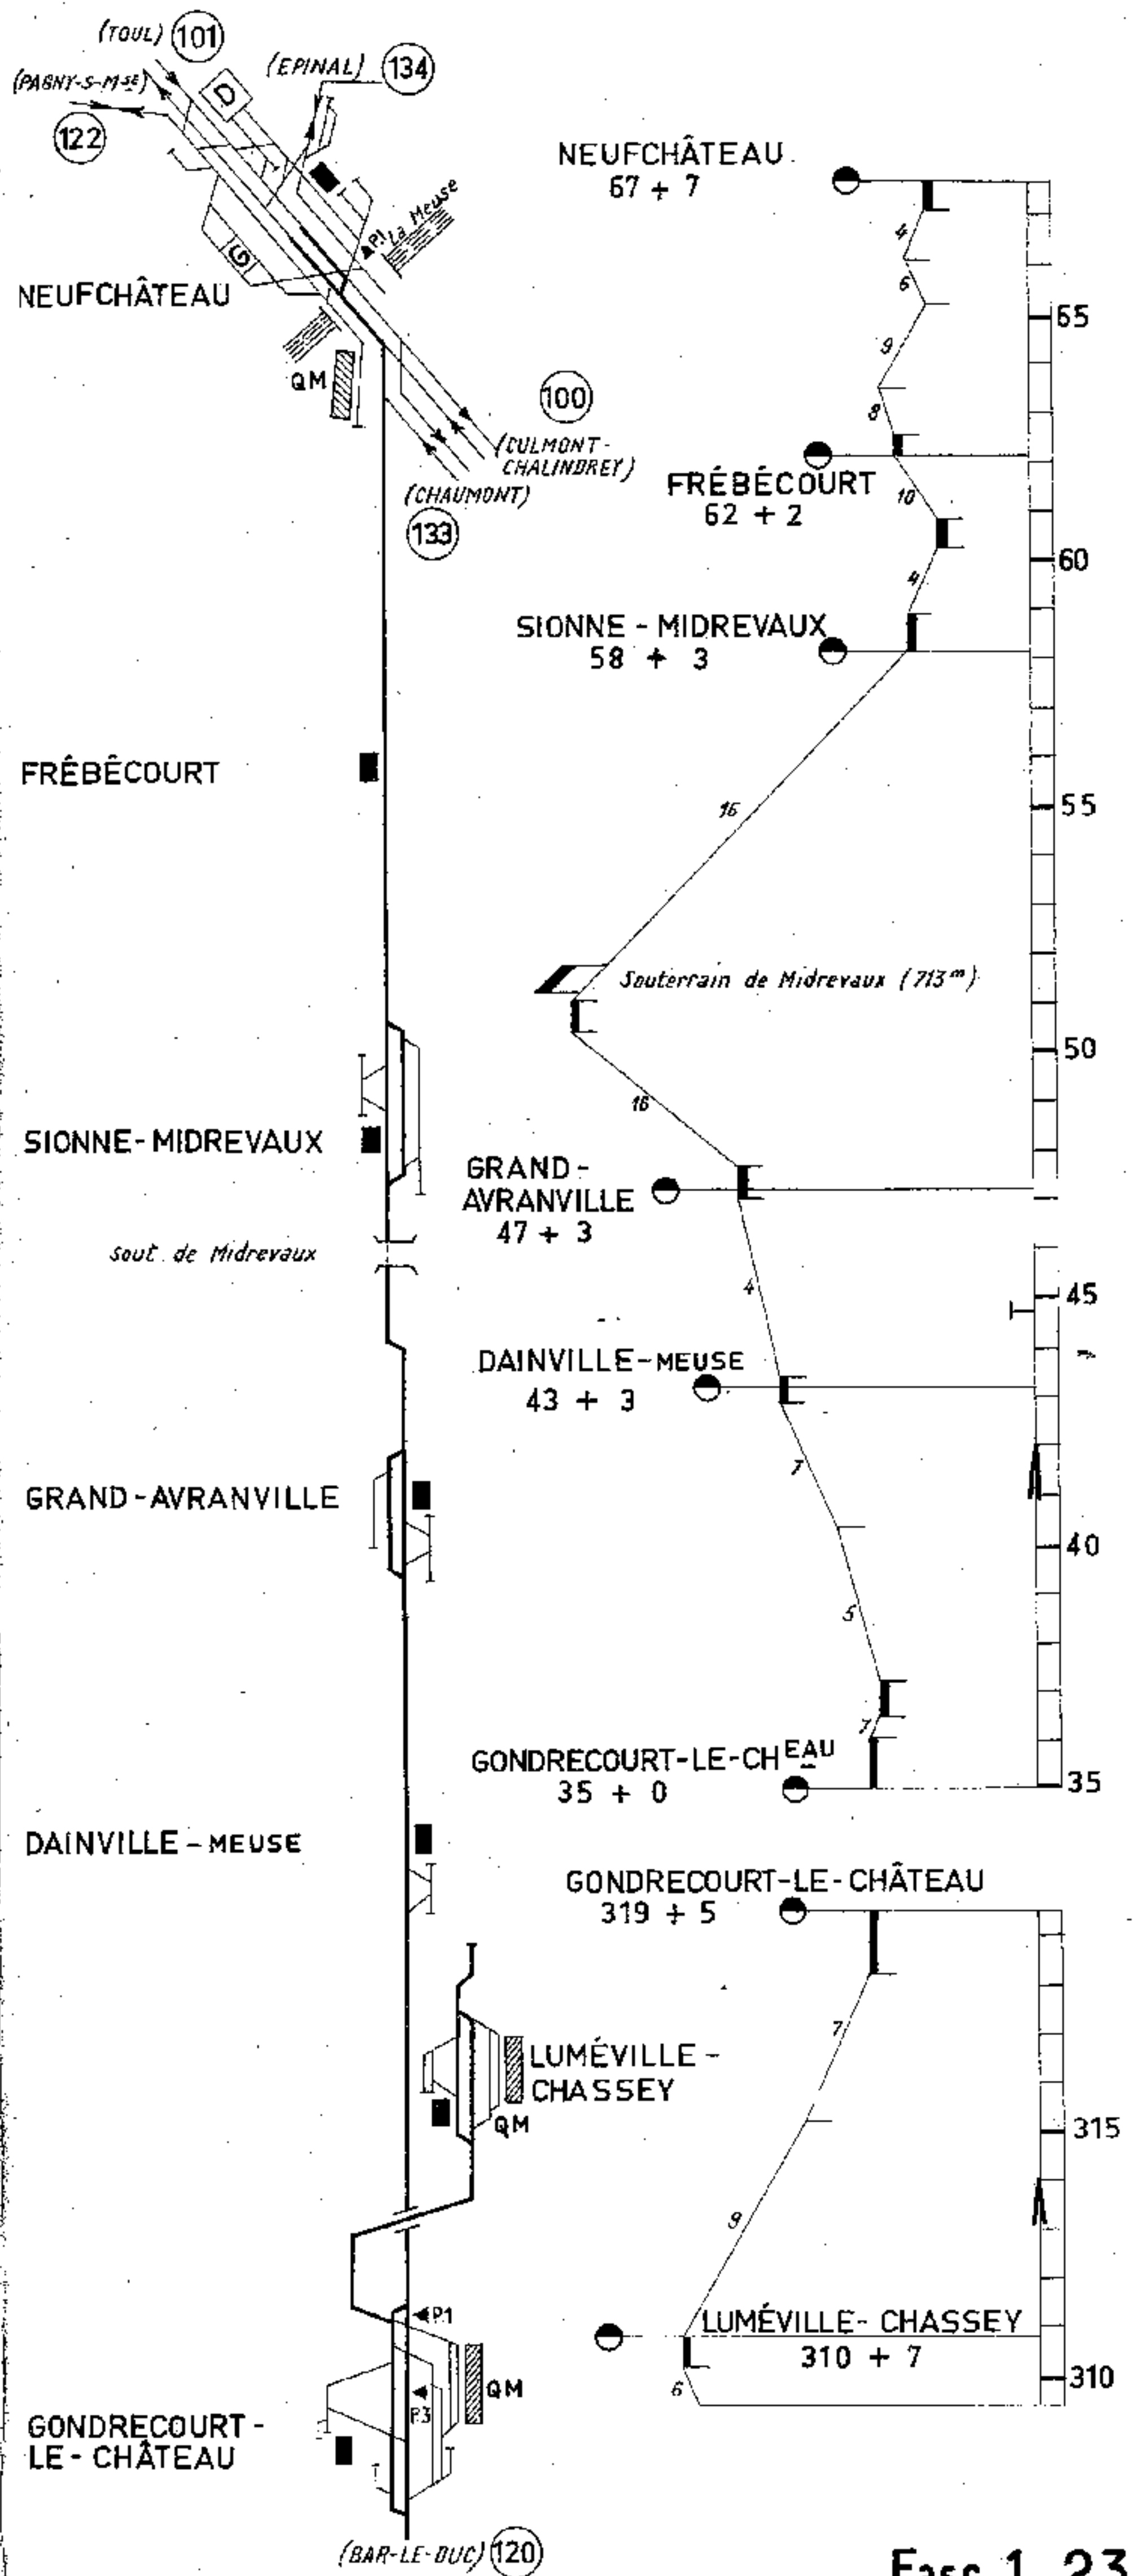 (TOUL) 101
(EPINAL) 134
(PAGNY-S-MSE)
122
D
P1
La Meuse
G
NEUFCHÂTEAU
QM
100
(CULMONT-
CHALINDREY)
(CHAUMONT)
133
FRÉBÉCOURT
SIONNE-MIDREVAUX
Sout. de Midrevaux
GRAND-AVRANVILLE
DAINVILLE-MEUSE
LUMÉVILLE-
CHASSEY
QM
P1
QM
P3
GONDRECOURT-
LE-CHÂTEAU
(BAR-LE-DUC) 120
NEUFCHÂTEAU
67 + 7
4
6
65
9
8
FRÉBÉCOURT
62 + 2
10
60
4
SIONNE-MIDREVAUX
58 + 3
55
16
Souterrain de Midrevaux (713m)
50
16
GRAND-
AVRANVILLE
47 + 3
4
45
DAINVILLE-MEUSE
43 + 3
7
40
5
7
GONDRECOURT-LE-CHEAU
35 + 0
35
GONDRECOURT-LE-CHÂTEAU
319 + 5
7
315
9
LUMÉVILLE-CHASSEY
310 + 7
310
6
Fasc. 1 23